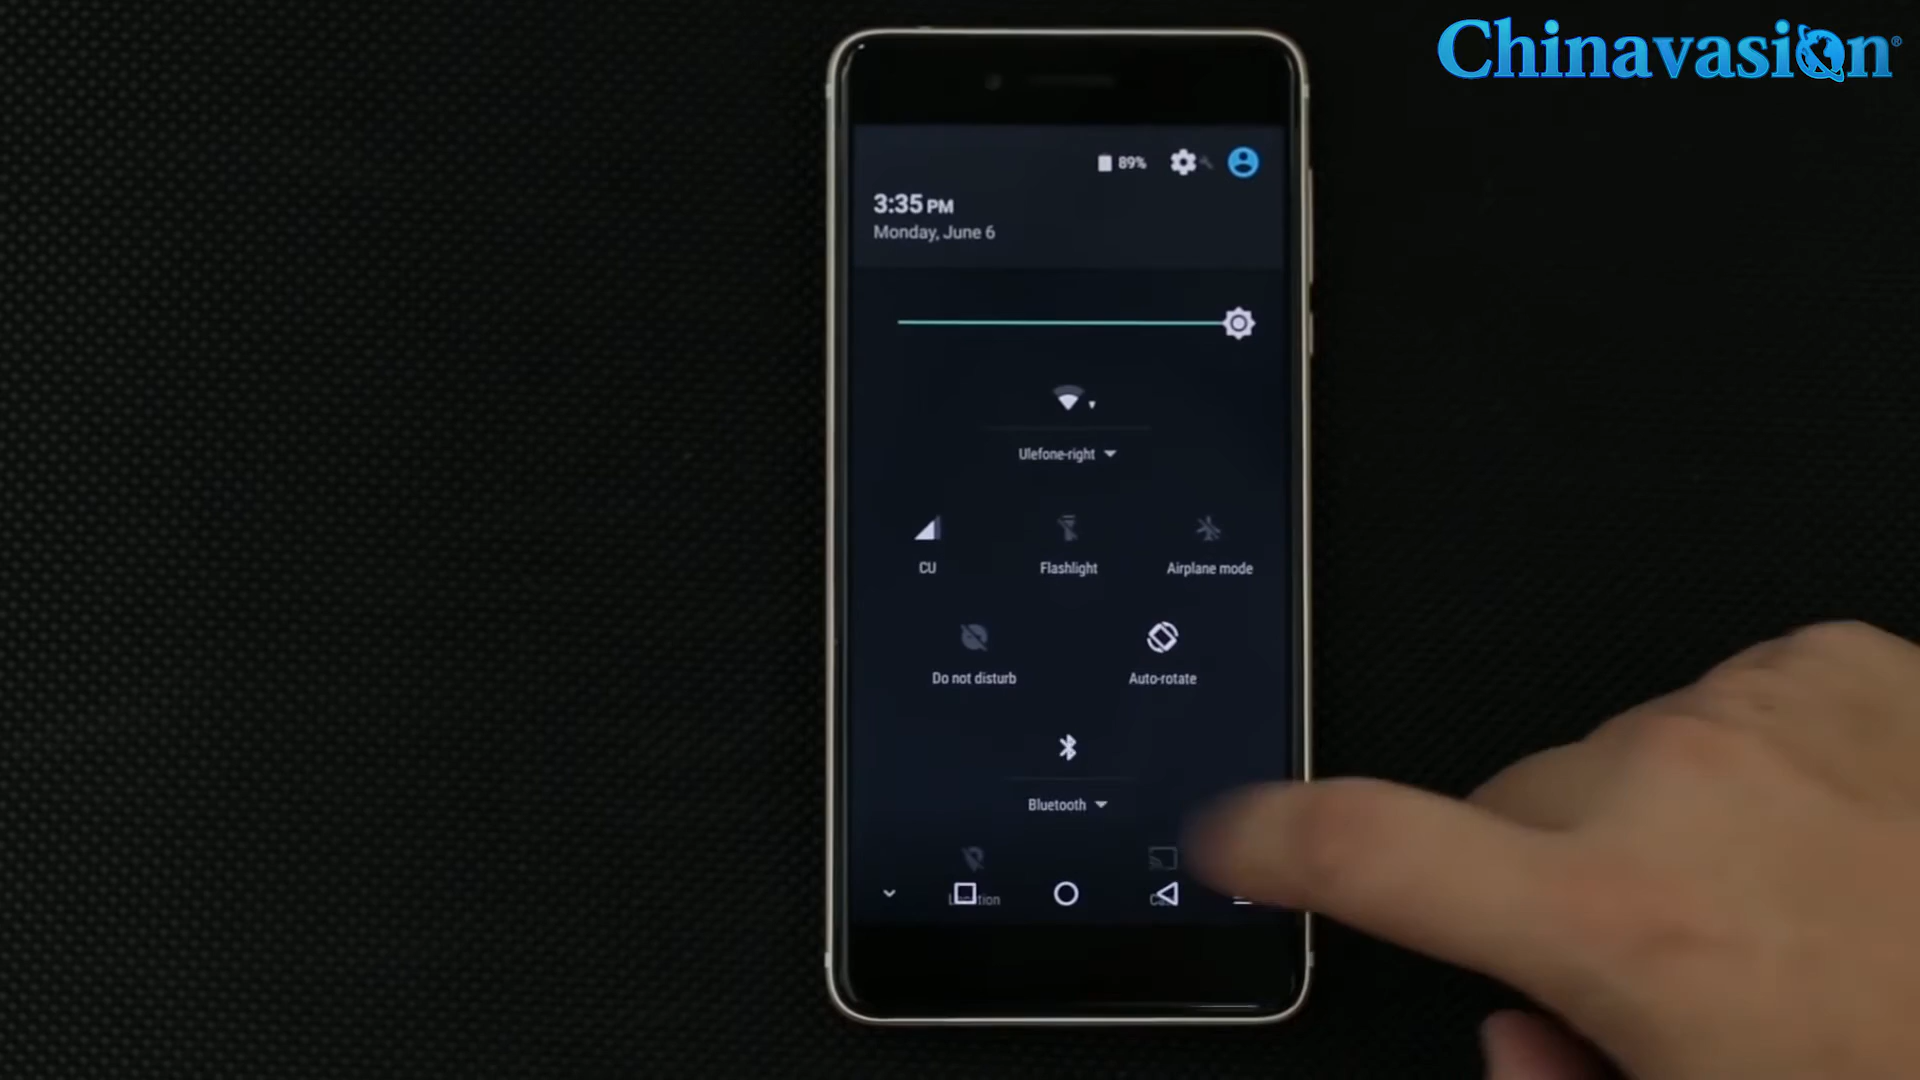 Chinavasion®
89%
3:35 PM
Monday, June 6
Ulefone-right
CU
Flashlight
Airplane mode
Do not disturb
Auto-rotate
Bluetooth